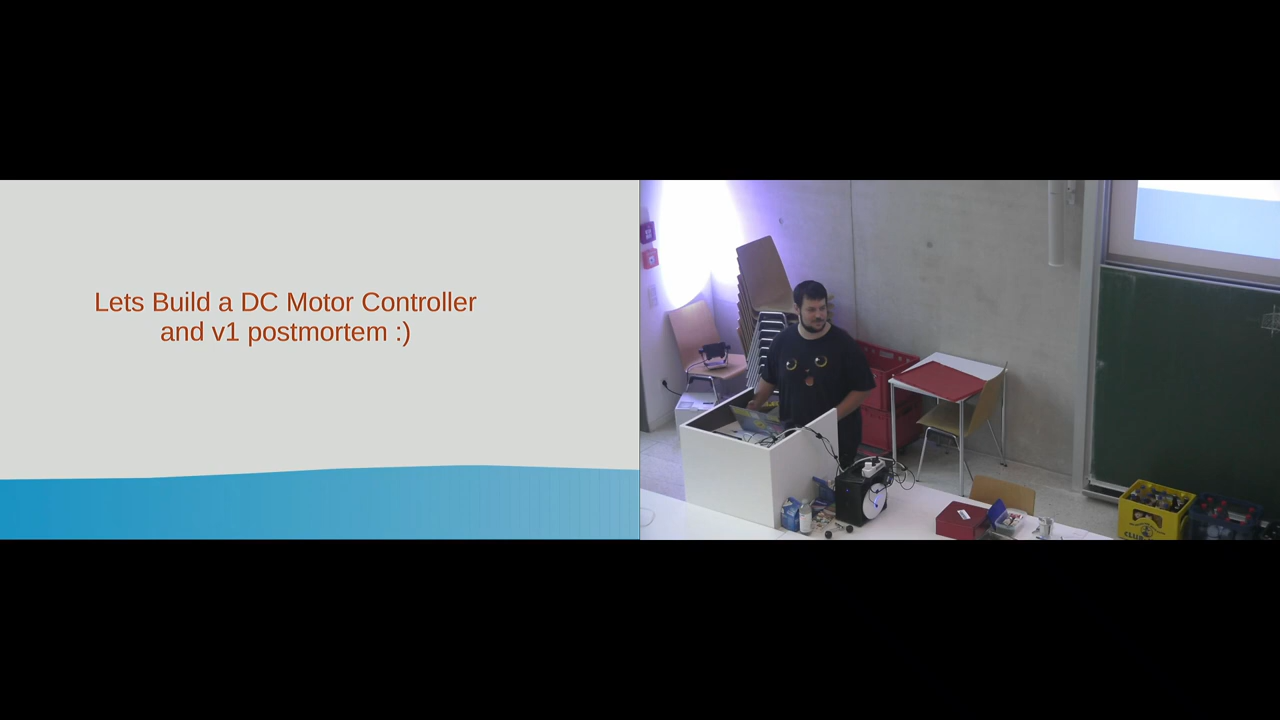 Lets Build a DC Motor Controller
and v1 postmortem :)